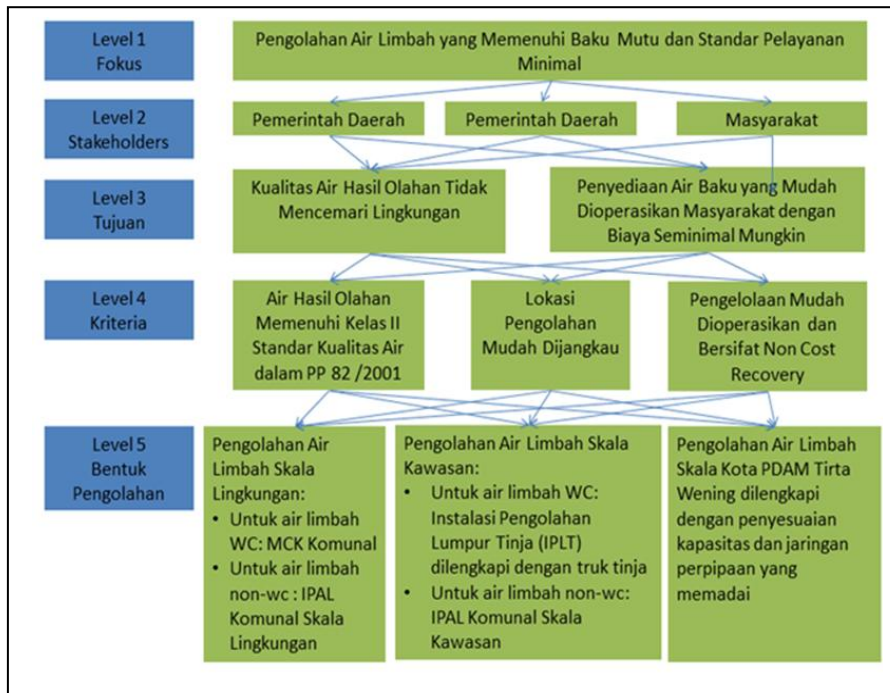 Level 1
Fokus
Pengolahan Air Limbah yang Memenuhi Baku Mutu dan Standar Pelayanan
Minimal
Level 2
Stakeholders
Pemerintah Daerah
Pemerintah Daerah
Masyarakat
Level 3
Tujuan
Kualitas Air Hasil Olahan Tidak
Mencemari Lingkungan
Penyediaan Air Baku yang Mudah
Dioperasikan Masyarakat dengan
Biaya Seminimal Mungkin
Level 4
Kriteria
Air Hasil Olahan
Memenuhi Kelas II
Standar Kualitas Air
dalam PP 82 /2001
Lokasi
Pengolahan
Mudah Dijangkau
Pengelolaan Mudah
Dioperasikan dan
Bersifat Non Cost
Recovery
Level 5
Bentuk
Pengolahan
Pengolahan Air
Limbah Skala
Lingkungan:
• Untuk air limbah
WC: MCK Komunal
• Untuk air limbah
non-wc : IPAL
Komunal Skala
Lingkungan
Pengolahan Air Limbah Skala
Kawasan:
• Untuk air limbah WC:
Instalasi Pengolahan
Lumpur Tinja (IPLT)
dilengkapi dengan truk tinja
• Untuk air limbah non-wc:
IPAL Komunal Skala
Kawasan
Pengolahan Air Limbah
Skala Kota PDAM Tirta
Wening dilengkapi
dengan penyesuaian
kapasitas dan jaringan
perpipaan yang
memadai